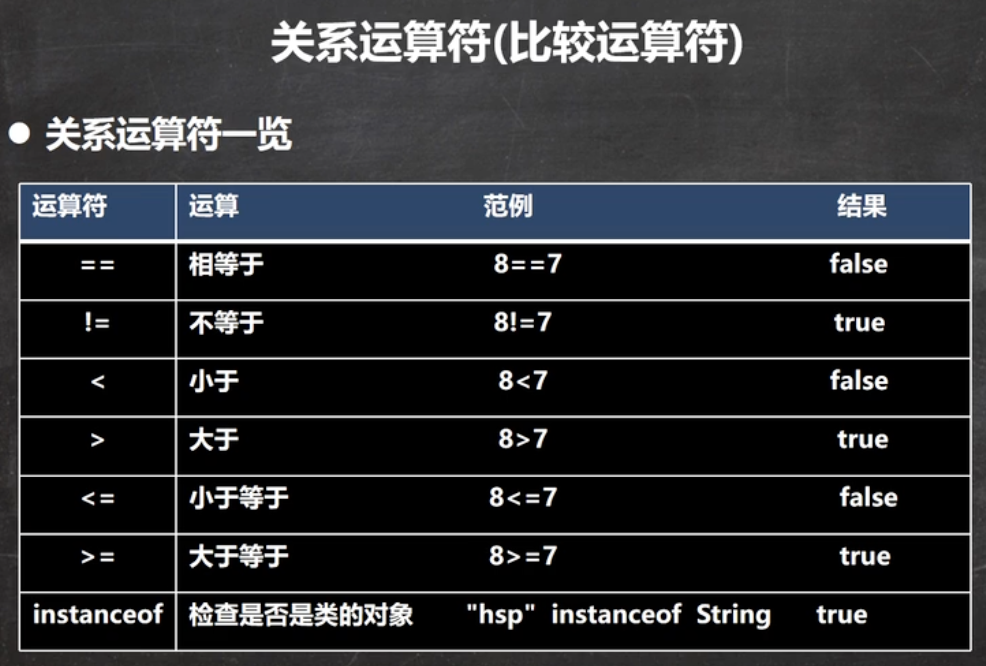 关系运算符(比较运算符)
● 关系运算符一览
运算符 运算 范例 结果
== 相等于 8==7 false
!= 不等于 8!=7 true
< 小于 8<7 false
> 大于 8>7 true
<= 小于等于 8<=7 false
>= 大于等于 8>=7 true
instanceof 检查是否是类的对象 "hsp" instanceof String true